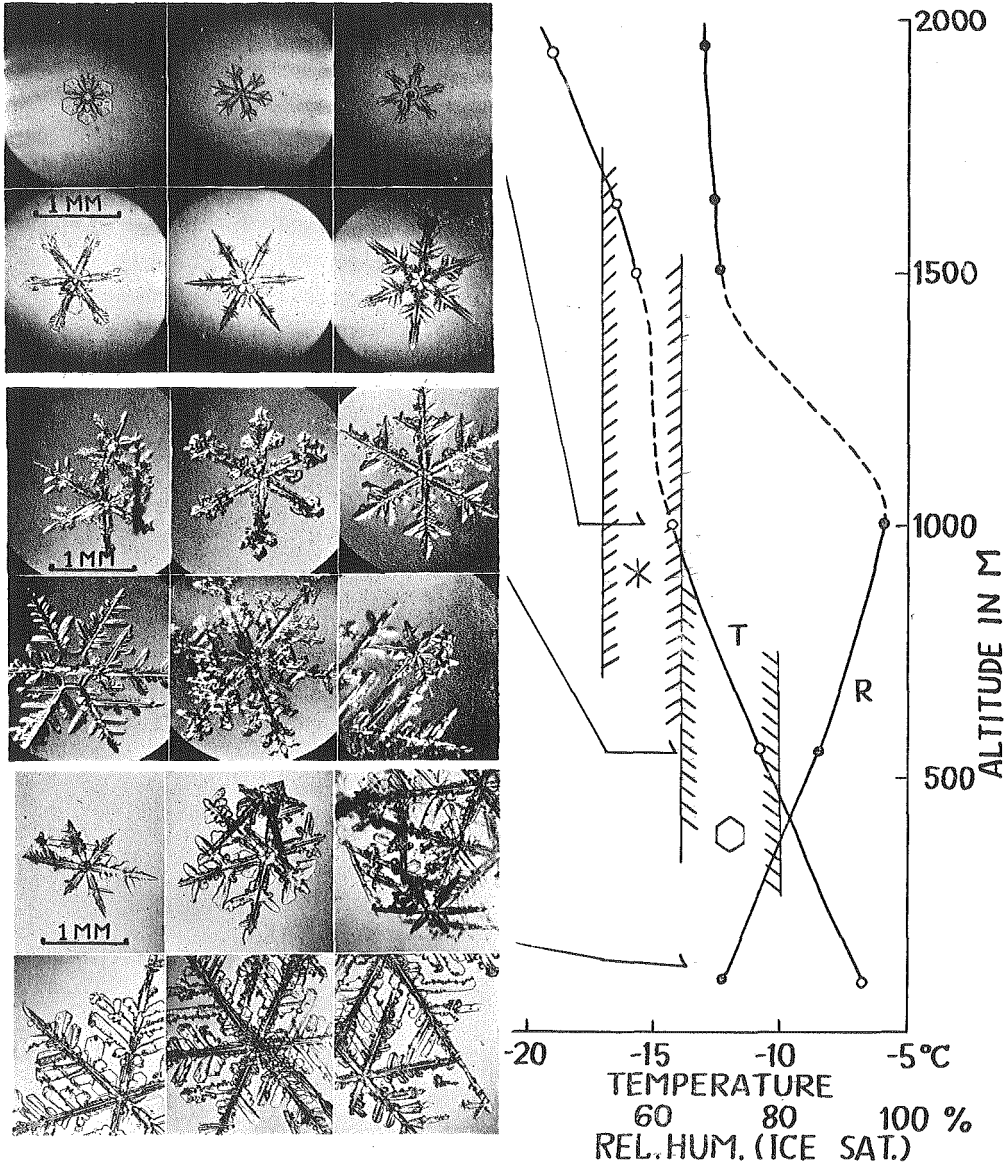 1 MM
1 MM
1 MM
2000
1500
1000
500
ALTITUDE IN M
T
R
-20 -15 -10 -5°C
TEMPERATURE
60 80 100 %
REL. HUM. (ICE SAT.)